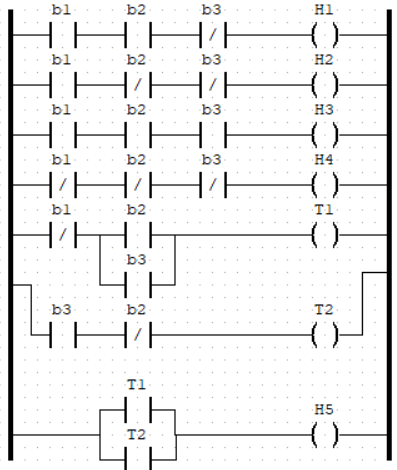 b1 b2 b3 H1
b1 b2 b3 H2
b1 b2 b3 H3
b1 b2 b3 H4
b1 b2 T1
b3
b3 b2 T2
T1
H5
T2